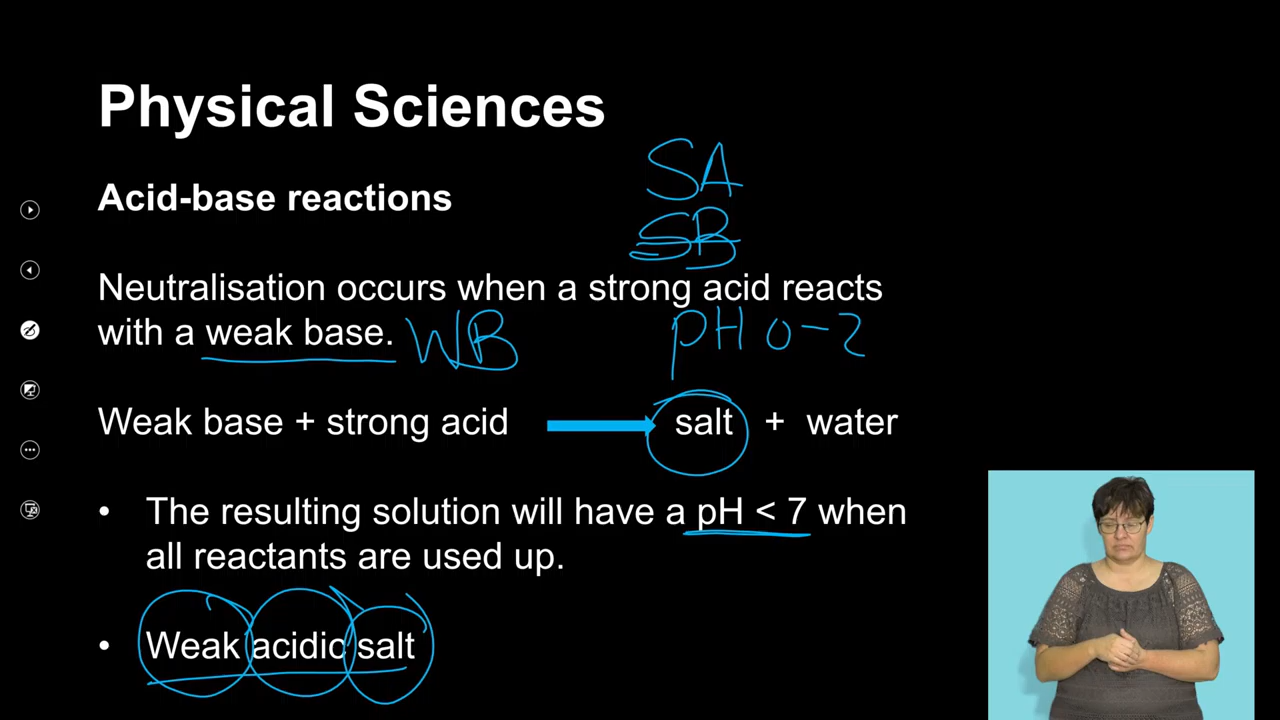 Physical Sciences
SA
Acid-base reactions
SB
Neutralisation occurs when a strong acid reacts
with a weak base. WB pH 0-2
Weak base + strong acid salt + water
• The resulting solution will have a pH < 7 when
all reactants are used up.
• Weak acidic salt